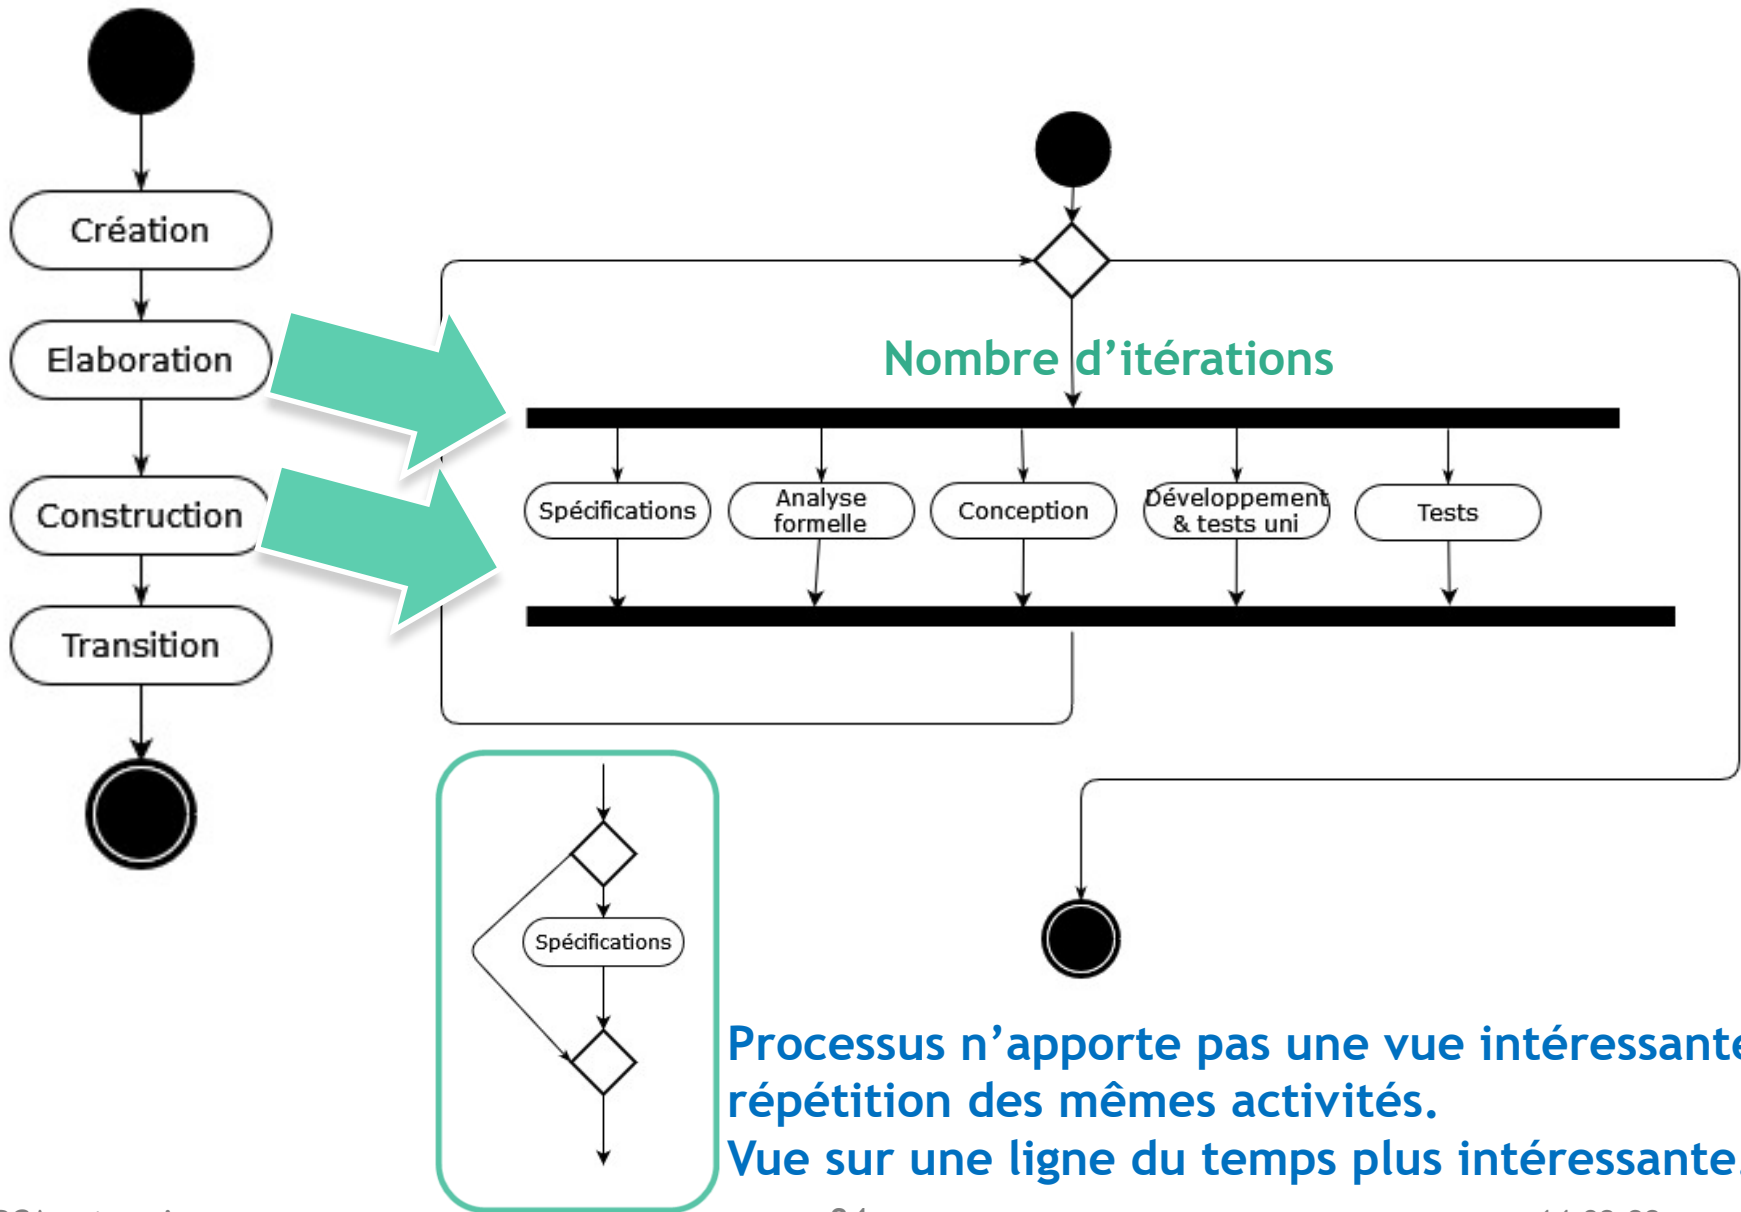 Création
Elaboration
Construction
Transition
Nombre d’itérations
Spécifications
Analyse
formelle
Conception
Développement
& tests uni
Tests
Spécifications
Processus n’apporte pas une vue intéressante
répétition des mêmes activités.
Vue sur une ligne du temps plus intéressante.